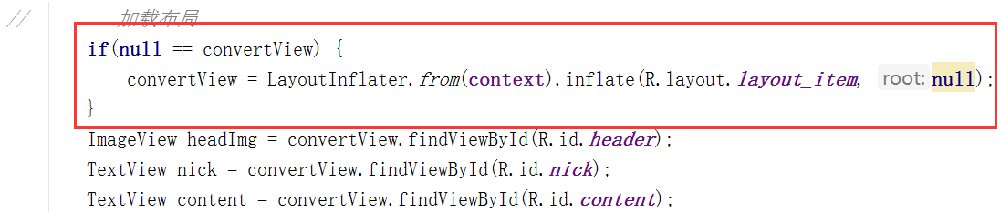 // 加载布局
if(null == convertView) {
convertView = LayoutInflater.from(context).inflate(R.layout.layout_item, root: null);
}
ImageView headImg = convertView.findViewById(R.id.header);
TextView nick = convertView.findViewById(R.id.nick);
TextView content = convertView.findViewById(R.id.content);